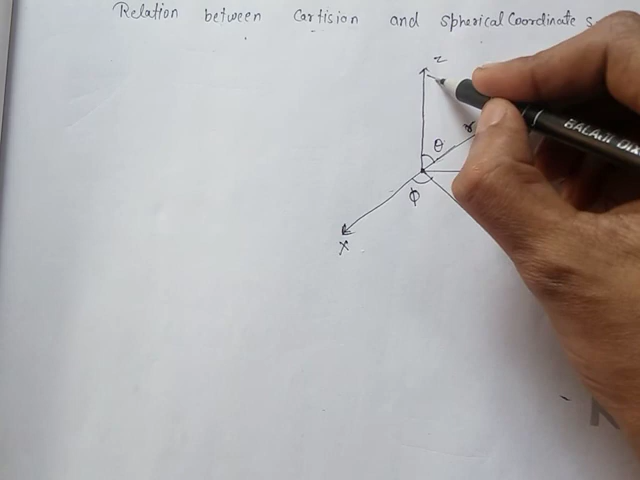 Relation between Cartision and spherical Coordinate
z
r
θ
ϕ
X
BALAJI